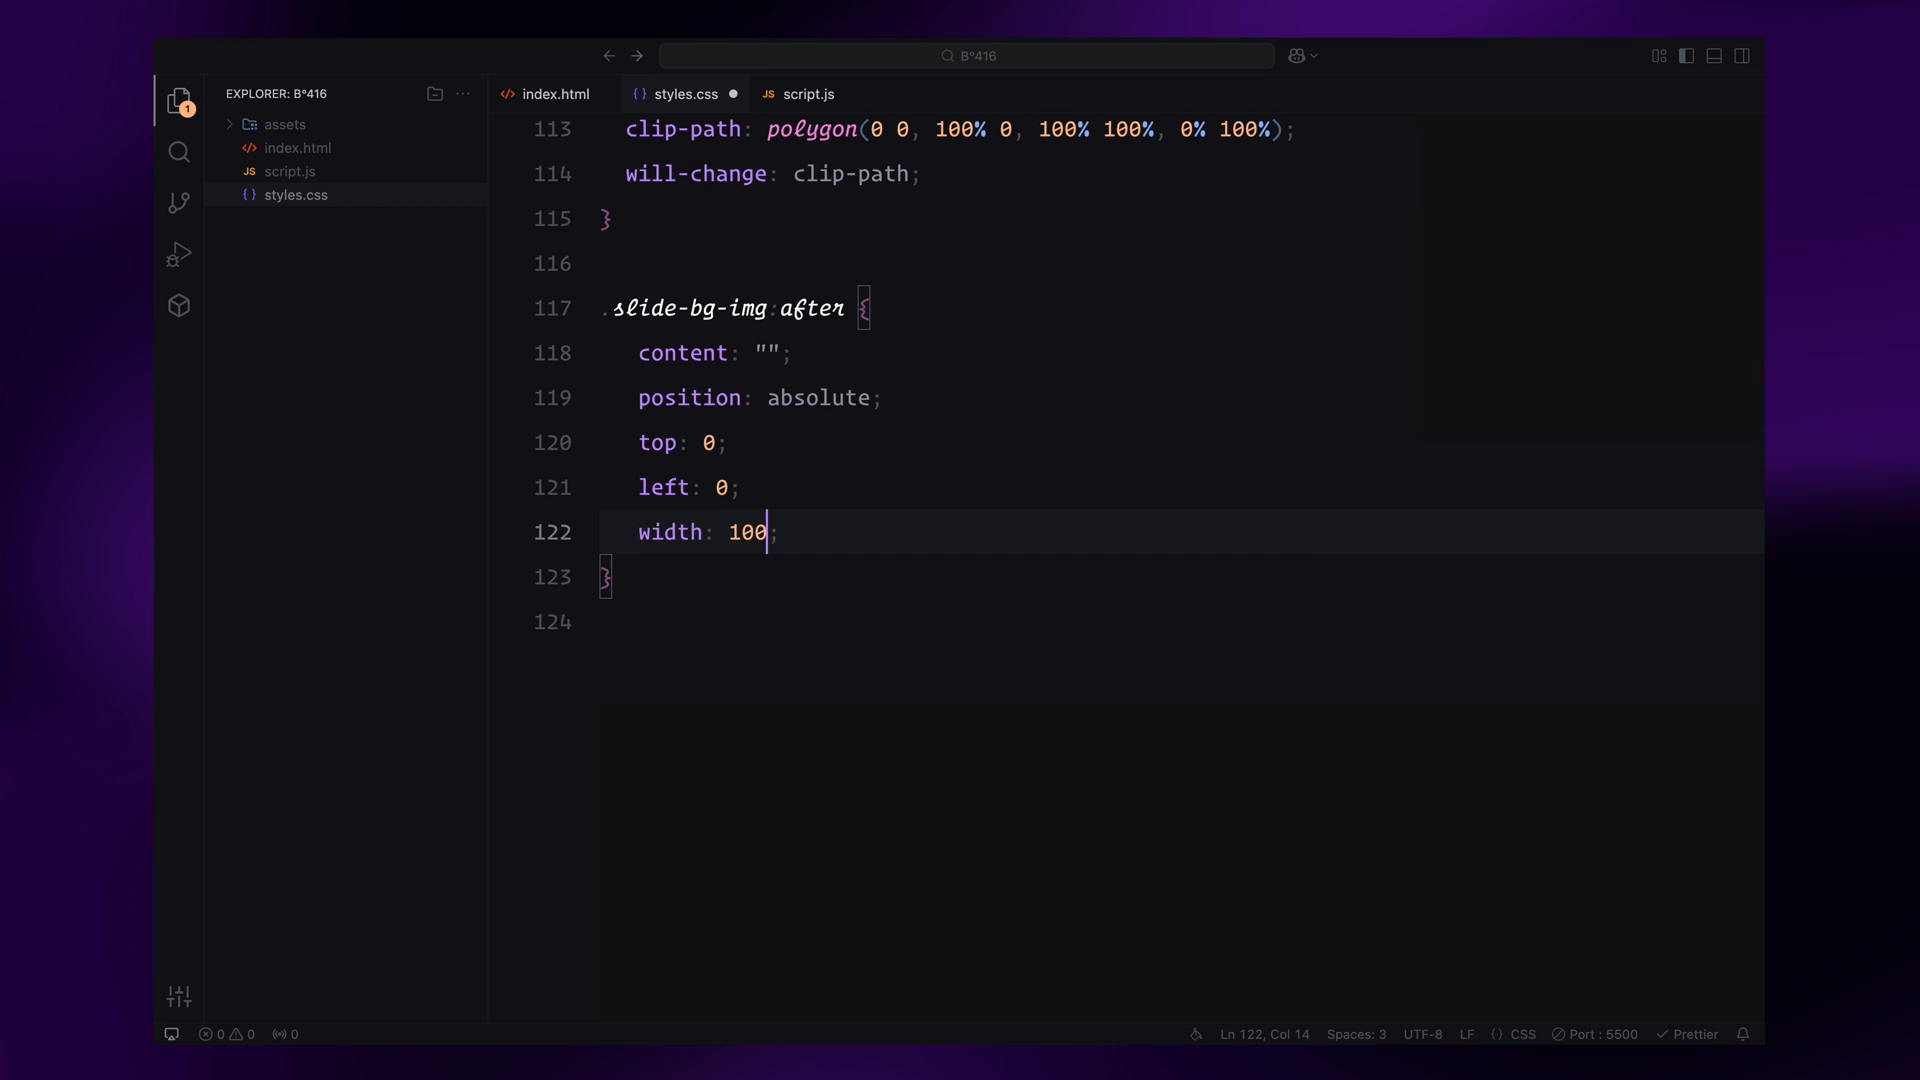 B°416
EXPLORER: B°416
1
assets
index.html
script.js
styles.css
index.html
styles.css
script.js
113 clip-path: polygon(0 0, 100% 0, 100% 100%, 0% 100%);
114 will-change: clip-path;
115 }
116
117 .slide-bg-img:after {
118 content: "";
119 position: absolute;
120 top: 0;
121 left: 0;
122 width: 100;
123 }
124
0 0 0 Ln 122, Col 14 Spaces: 3 UTF-8 LF {} CSS Port : 5500 Prettier